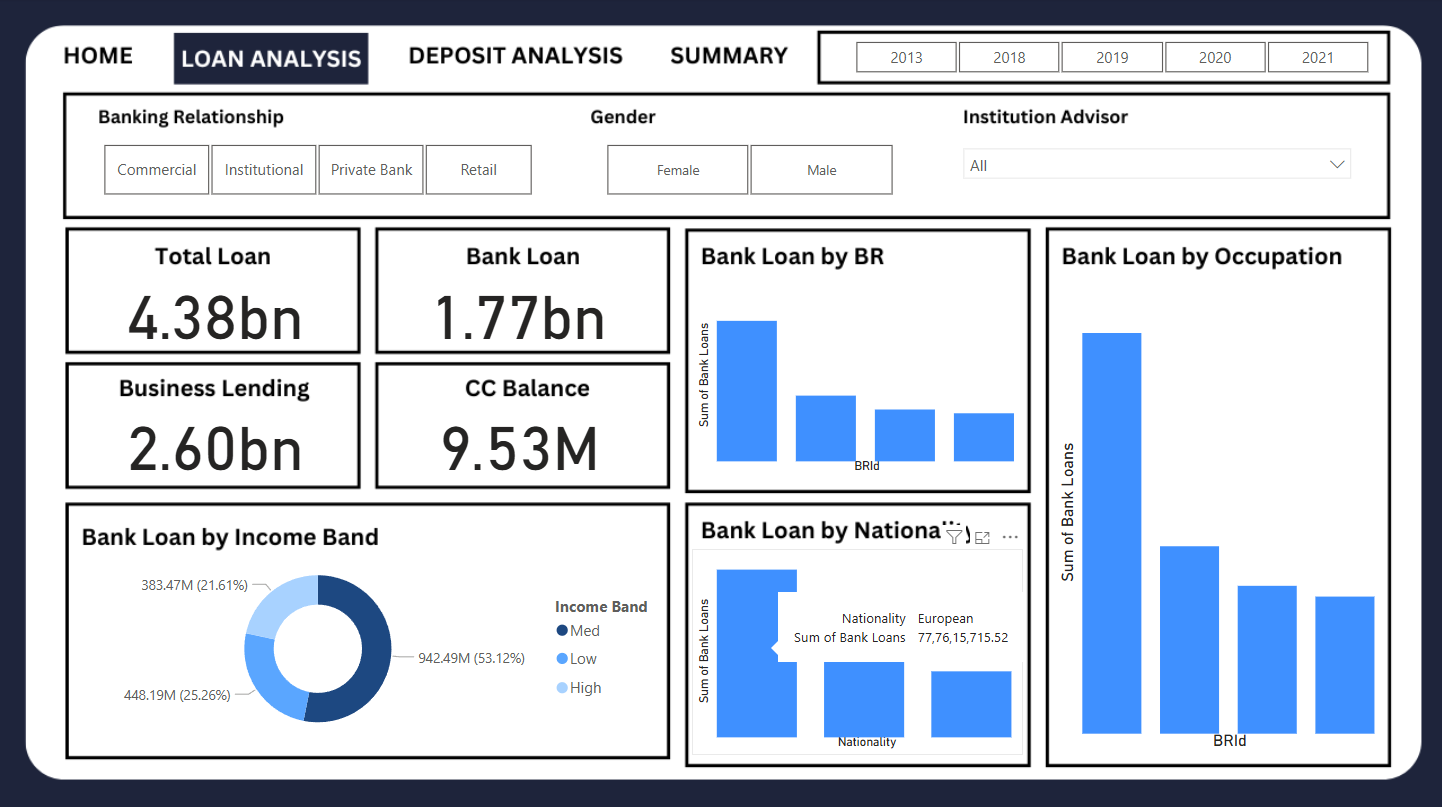 HOME
LOAN ANALYSIS
DEPOSIT ANALYSIS
SUMMARY
2013
2018
2019
2020
2021
Banking Relationship
Commercial
Institutional
Private Bank
Retail
Gender
Female
Male
Institution Advisor
All
Total Loan
4.38bn
Bank Loan
1.77bn
Business Lending
2.60bn
CC Balance
9.53M
Bank Loan by BR
Sum of Bank Loans
BRId
Bank Loan by Occupation
Sum of Bank Loans
BRId
Bank Loan by Income Band
383.47M (21.61%)
942.49M (53.12%)
448.19M (25.26%)
Income Band
Med
Low
High
Bank Loan by Nationality
Sum of Bank Loans
Nationality European
Sum of Bank Loans 77,76,15,715.52
Nationality